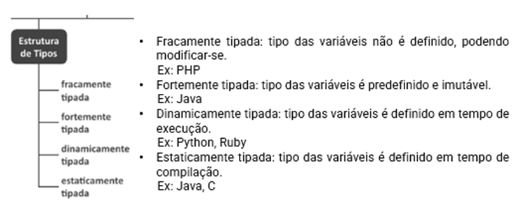 Estrutura
de Tipos
fracamente
tipada
fortemente
tipada
dinamicamente
tipada
estaticamente
tipada
• Fracamente tipada: tipo das variáveis não é definido, podendo
modificar-se.
Ex: PHP
• Fortemente tipada: tipo das variáveis é predefinido e imutável.
Ex: Java
• Dinamicamente tipada: tipo das variáveis é definido em tempo de
execução.
Ex: Python, Ruby
• Estaticamente tipada: tipo das variáveis é definido em tempo de
compilação.
Ex: Java, C